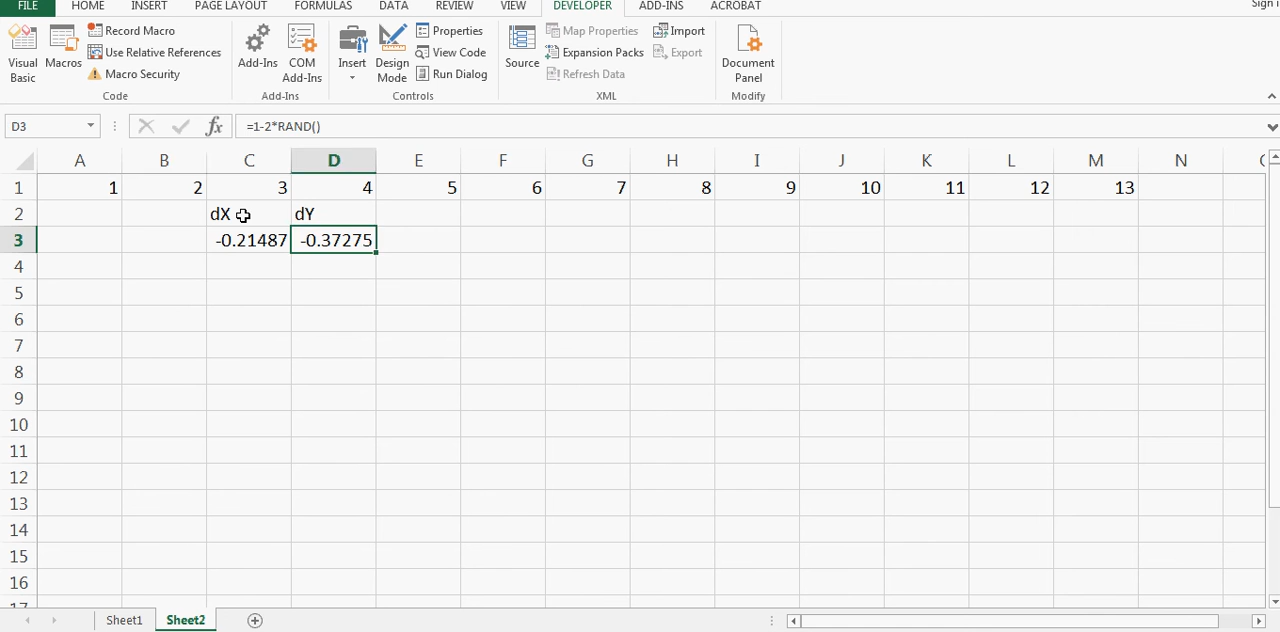 FILE HOME INSERT PAGE LAYOUT FORMULAS DATA REVIEW VIEW DEVELOPER ADD-INS ACROBAT Sign i
Visual Basic
Macros
Record Macro
Use Relative References
Macro Security
Code
Add-Ins
COM Add-Ins
Add-Ins
Insert
Design Mode
Properties
View Code
Run Dialog
Controls
Source
Map Properties
Expansion Packs
Refresh Data
Import
Export
XML
Document Panel
Modify
D3 fx =1-2*RAND()
A B C D E F G H I J K L M N
1 1 2 3 4 5 6 7 8 9 10 11 12 13
2 dX dY
3 -0.21487 -0.37275
4
5
6
7
8
9
10
11
12
13
14
15
16
17
Sheet1 Sheet2